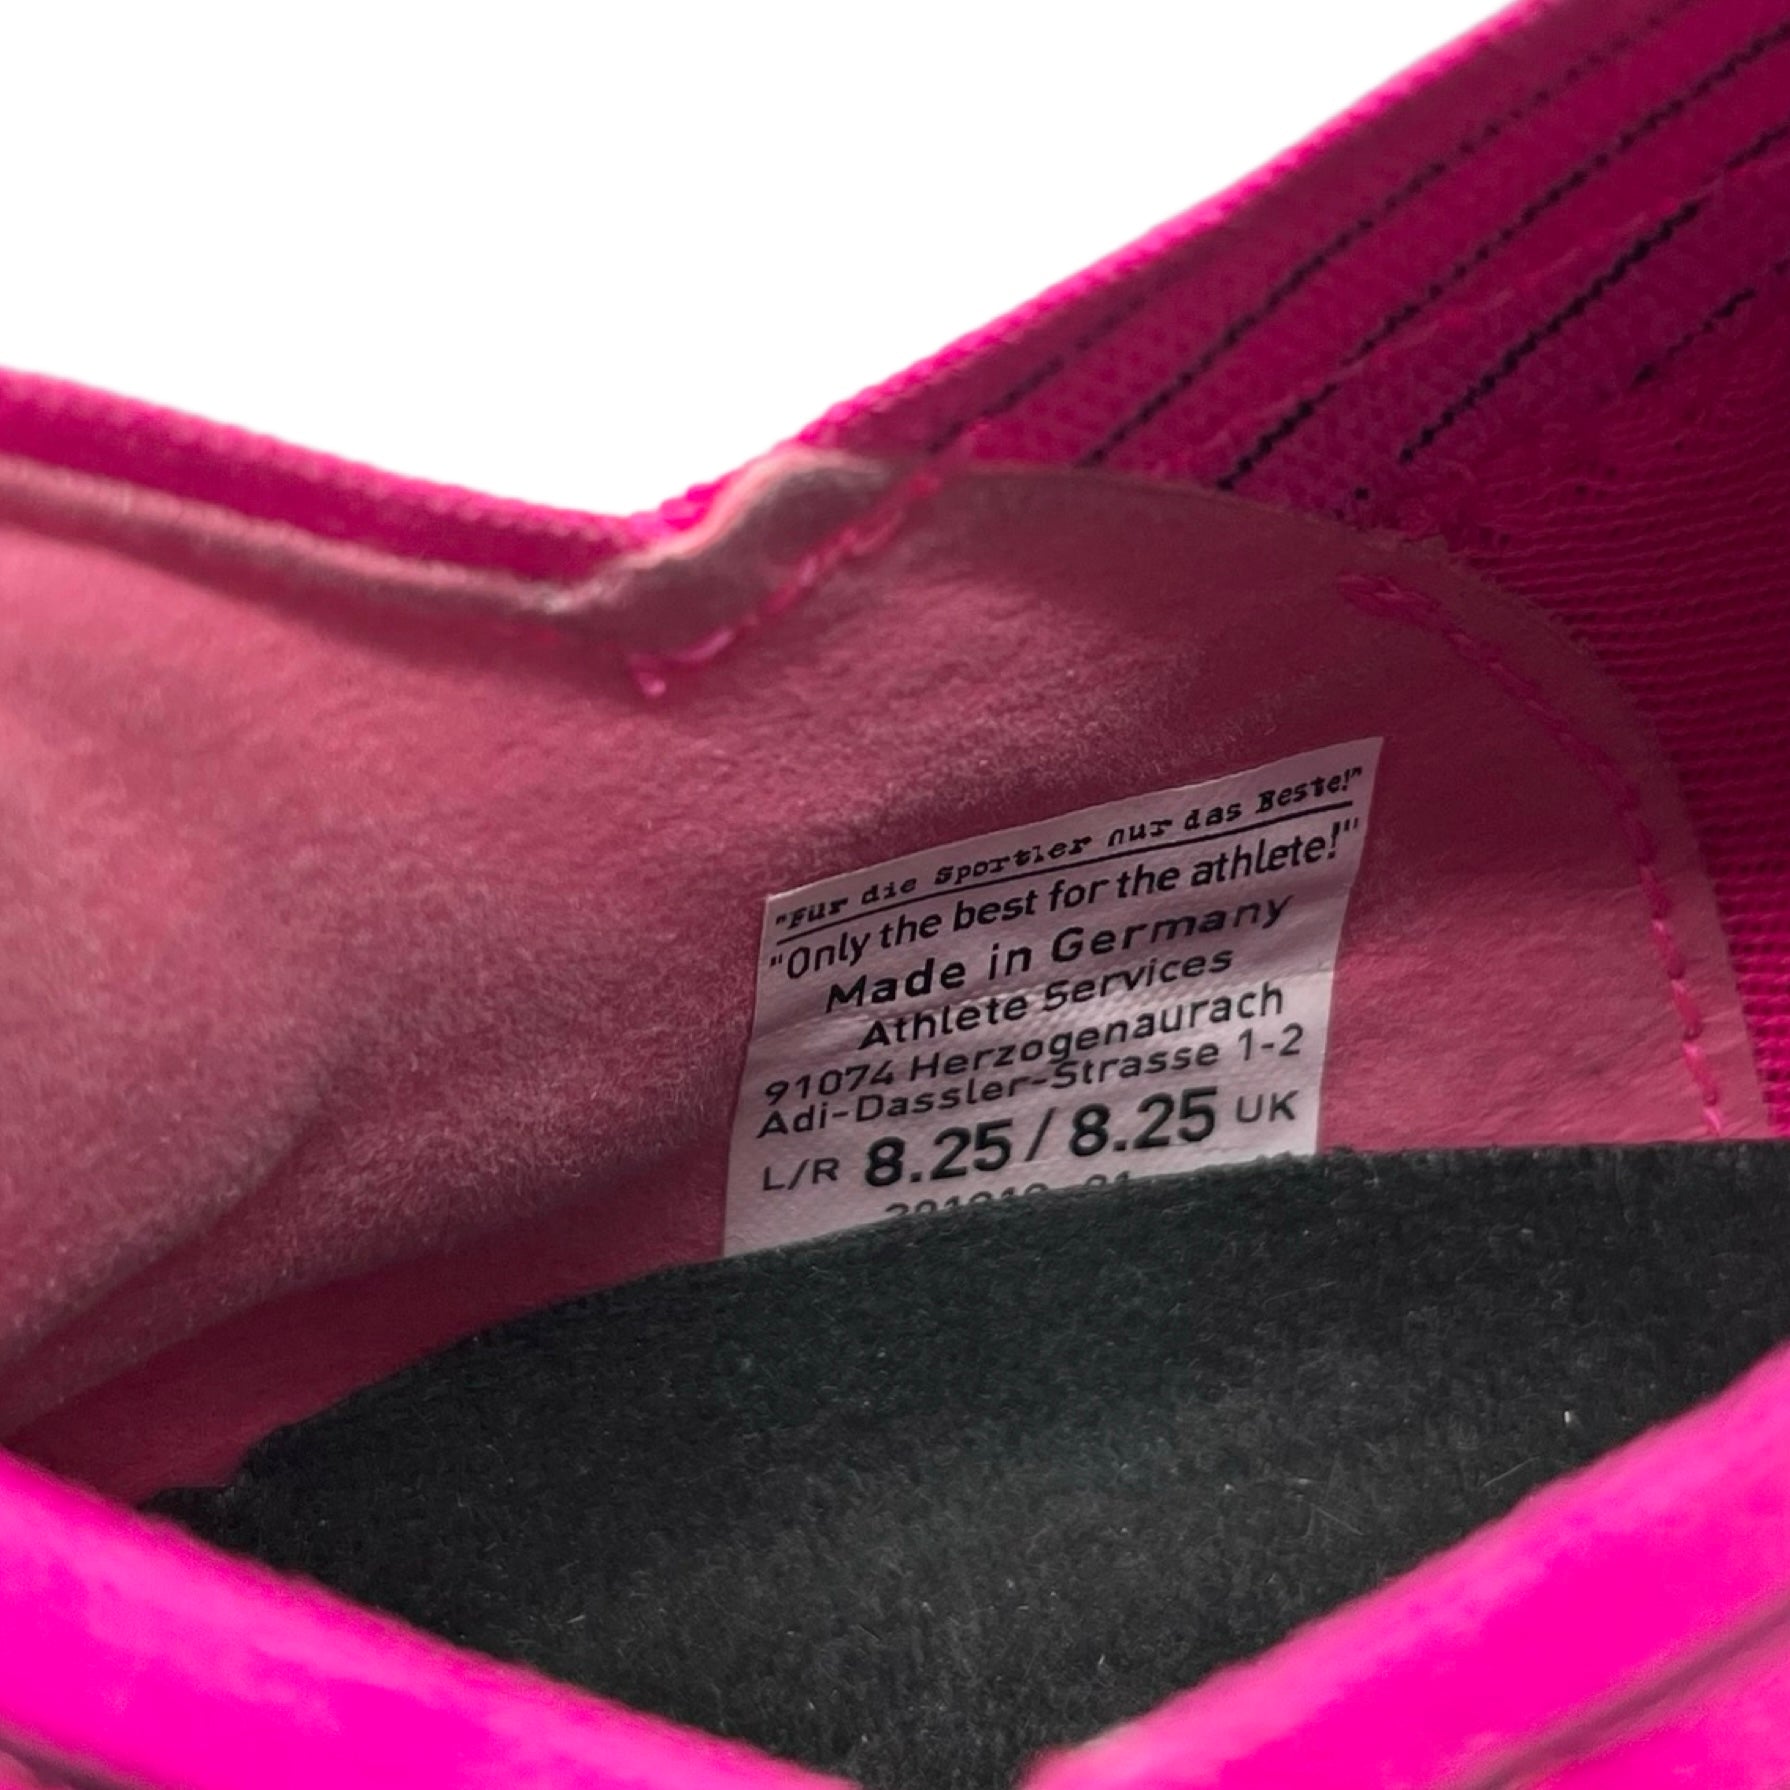 "Für die Sportler nur das Beste!"
"Only the best for the athlete!"
Made in Germany
Athlete Services
91074 Herzogenaurach
Adi-Dassler-Strasse 1-2
L/R 8.25 / 8.25 UK